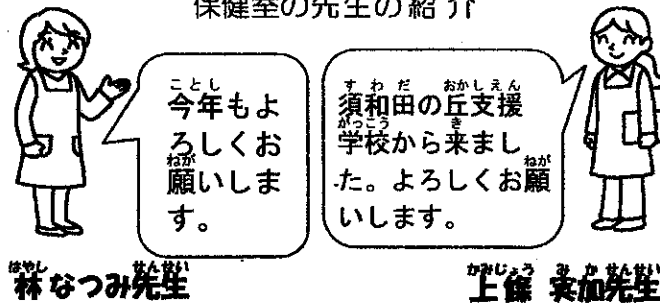 保健室の先生の紹介
今年もよ
ろしくお
願いしま
す。
須和田の丘支援
学校から来まし
た。よろしくお願
いします。
林なつみ先生
上條 実加先生